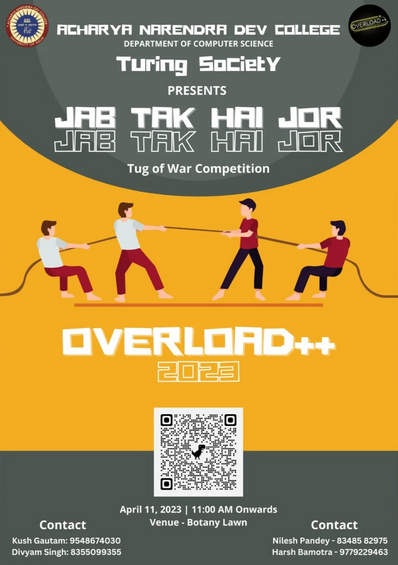 ACHARYA NARENDRA DEV COLLEGE
DEPARTMENT OF COMPUTER SCIENCE
Turing SocietY
PRESENTS
JAB TAK HAI JOR
JAB TAK HAI JOR
Tug of War Competition
OVERLOAD++
2023
April 11, 2023 | 11:00 AM Onwards
Venue - Botany Lawn
Contact
Kush Gautam: 9548674030
Divyam Singh: 8355099355
Contact
Nilesh Pandey - 83485 82975
Harsh Bamotra - 9779229463
OVERLOAD++